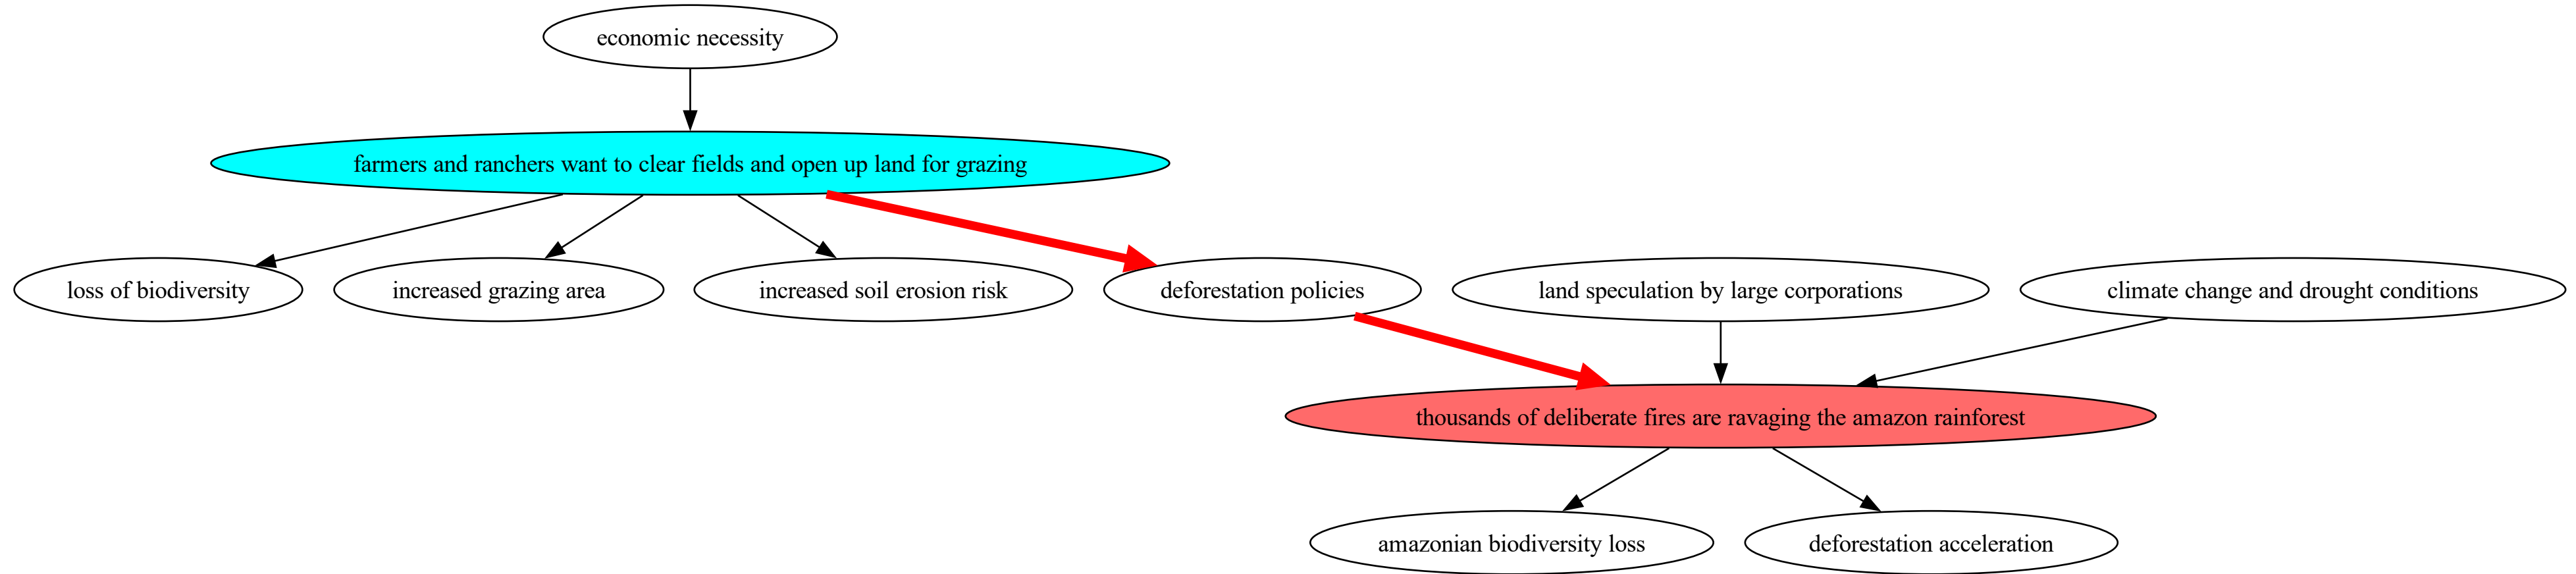 economic necessity
farmers and ranchers want to clear fields and open up land for grazing
loss of biodiversity
increased grazing area
increased soil erosion risk
deforestation policies
land speculation by large corporations
climate change and drought conditions
thousands of deliberate fires are ravaging the amazon rainforest
amazonian biodiversity loss
deforestation acceleration